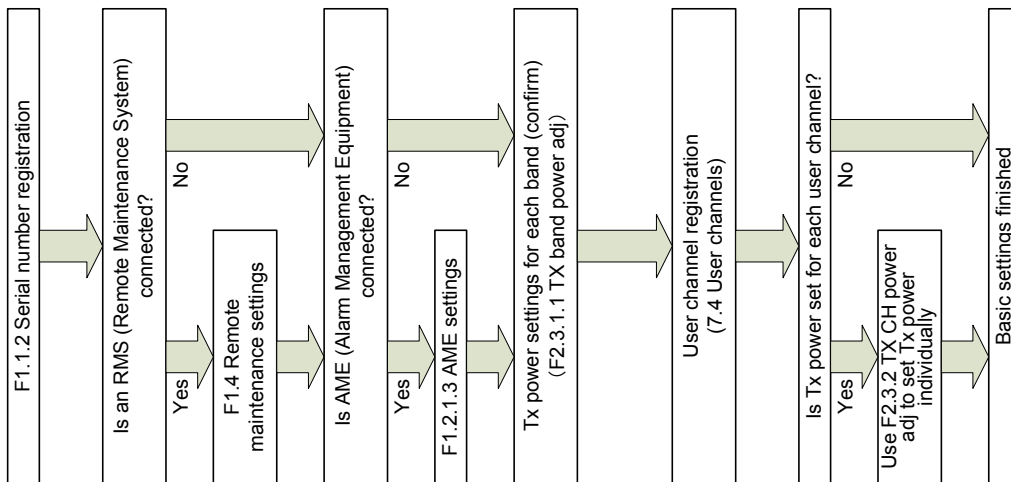 F1.1.2 Serial number registration
Is an RMS (Remote Maintenance System)
connected?
Yes
No
F1.4 Remote
maintenance settings
Is AME (Alarm Management Equipment)
connected?
Yes
No
F1.2.1.3 AME settings
Tx power settings for each band (confirm)
(F2.3.1.1 TX band power adj)
User channel registration
(7.4 User channels)
Is Tx power set for each user channel?
Yes
No
Use F2.3.2 TX CH power
adj to set Tx power
individually
Basic settings finished